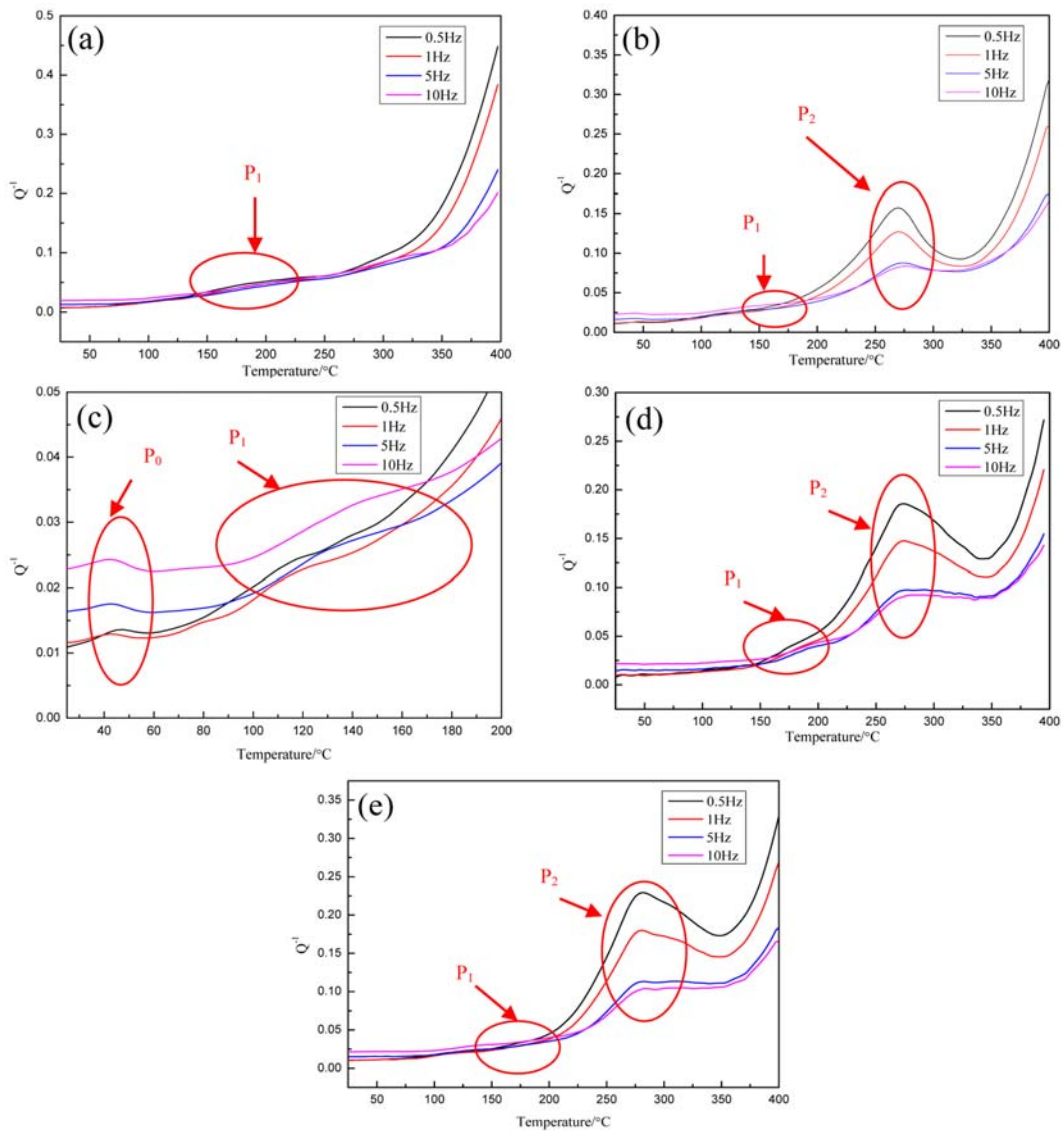 (a)
0.5Hz
1Hz
5Hz
10Hz
P1
Q-1
0.5
0.4
0.3
0.2
0.1
0.0
50 100 150 200 250 300 350 400
Temperature/°C
(b)
0.5Hz
1Hz
5Hz
10Hz
P2
P1
Q-1
0.40
0.35
0.30
0.25
0.20
0.15
0.10
0.05
0.00
50 100 150 200 250 300 350 400
Temperature/°C
(c)
0.5Hz
1Hz
5Hz
10Hz
P0
P1
Q-1
0.05
0.04
0.03
0.02
0.01
0.00
40 60 80 100 120 140 160 180 200
Temperature/°C
(d)
0.5Hz
1Hz
5Hz
10Hz
P2
P1
Q-1
0.30
0.25
0.20
0.15
0.10
0.05
0.00
50 100 150 200 250 300 350 400
Temperature/°C
(e)
0.5Hz
1Hz
5Hz
10Hz
P2
P1
Q-1
0.35
0.30
0.25
0.20
0.15
0.10
0.05
0.00
50 100 150 200 250 300 350 400
Temperature/°C